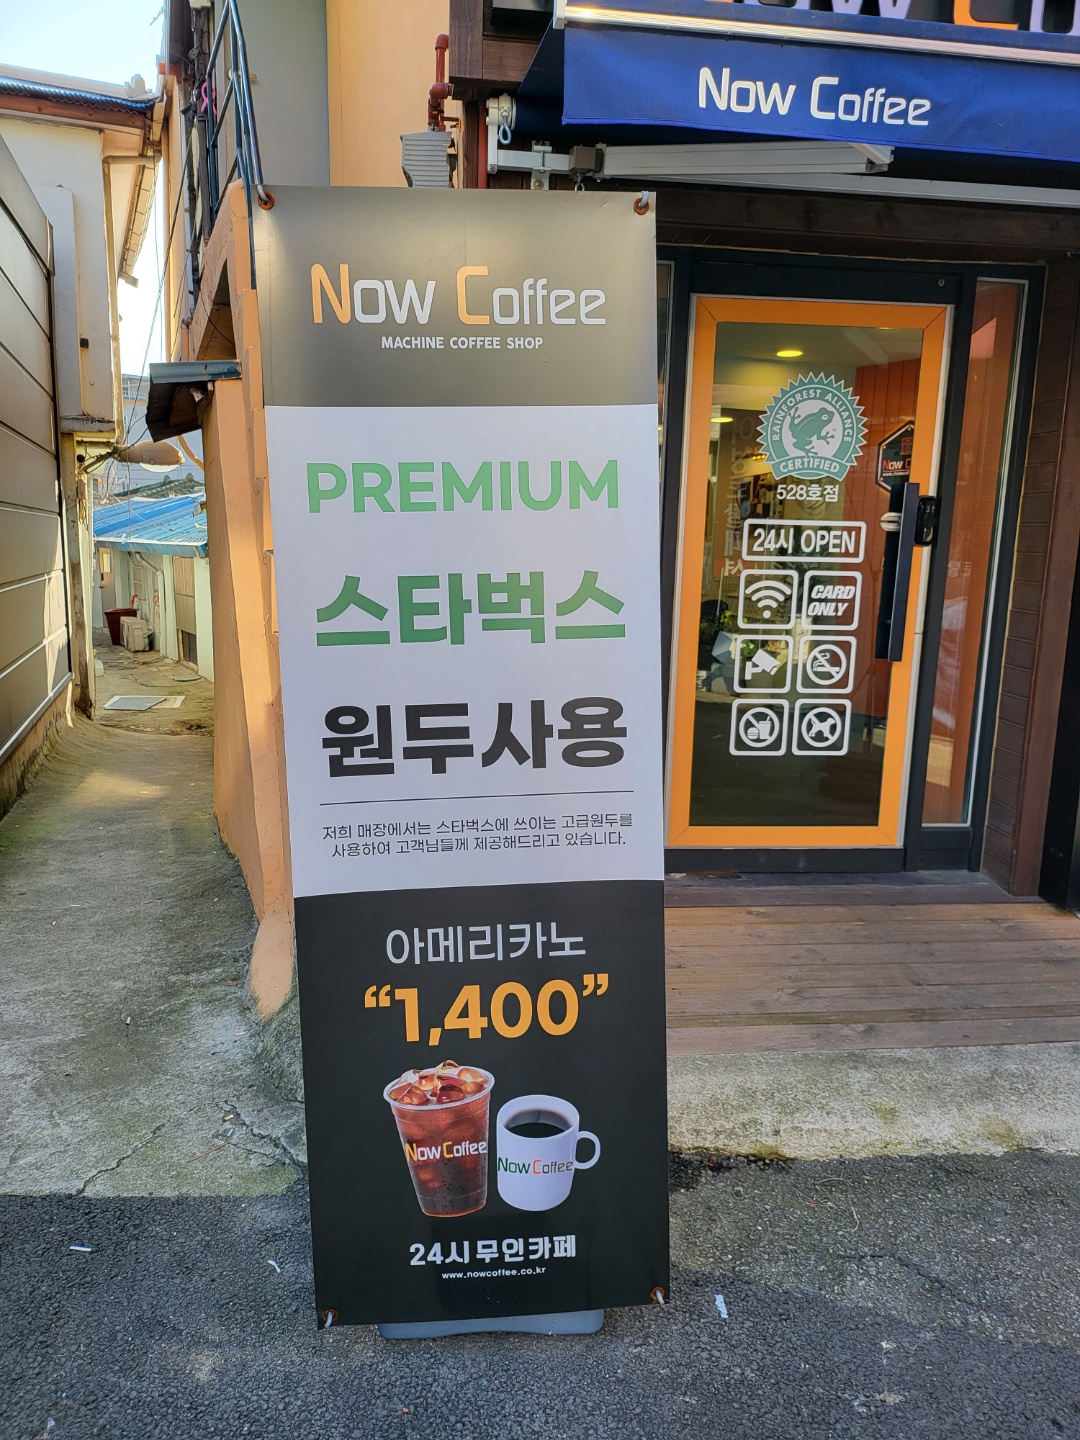 Now Coffee
Now Coffee
MACHINE COFFEE SHOP
PREMIUM
스타벅스
원두사용
저희 매장에서는 스타벅스에 쓰이는 고급원두를
사용하여 고객님들께 제공해드리고 있습니다.
아메리카노
“1,400”
Now Coffee
Now Coffee
24시 무인카페
www.nowcoffee.co.kr
RAINFOREST ALLIANCE
CERTIFIED
528호점
24시 OPEN
CARD
ONLY